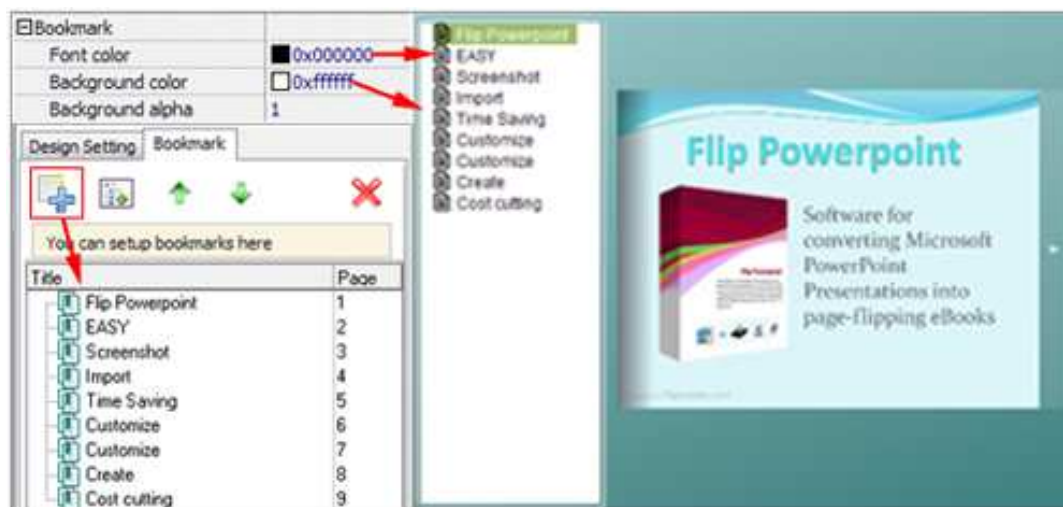 Bookmark
Font color 0x000000
Background color 0xffffff
Background alpha 1
Design Setting Bookmark
You can setup bookmarks here
Title Page
Flip Powerpoint 1
EASY 2
Screenshot 3
Import 4
Time Saving 5
Customize 6
Customize 7
Create 8
Cost cutting 9
Flip Powerpoint
EASY
Screenshot
Import
Time Saving
Customize
Customize
Create
Cost cutting
Flip Powerpoint
Software for
converting Microsoft
PowerPoint
Presentations into
page-flipping eBooks